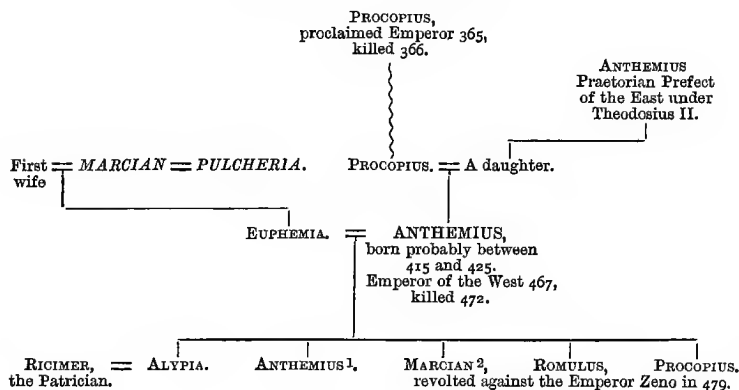 PROCOPIUS,
proclaimed Emperor 365,
killed 366.
ANTHEMIUS
Praetorian Prefect
of the East under
Theodosius II.
First = MARCIAN = PULCHERIA.
wife
PROCOPIUS. = A daughter.
EUPHEMIA. = ANTHEMIUS,
born probably between
415 and 425.
Emperor of the West 467,
killed 472.
RICIMER, = ALYPIA. ANTHEMIUS¹. MARCIAN², ROMULUS, PROCOPIUS.
the Patrician. revolted against the Emperor Zeno in 479.